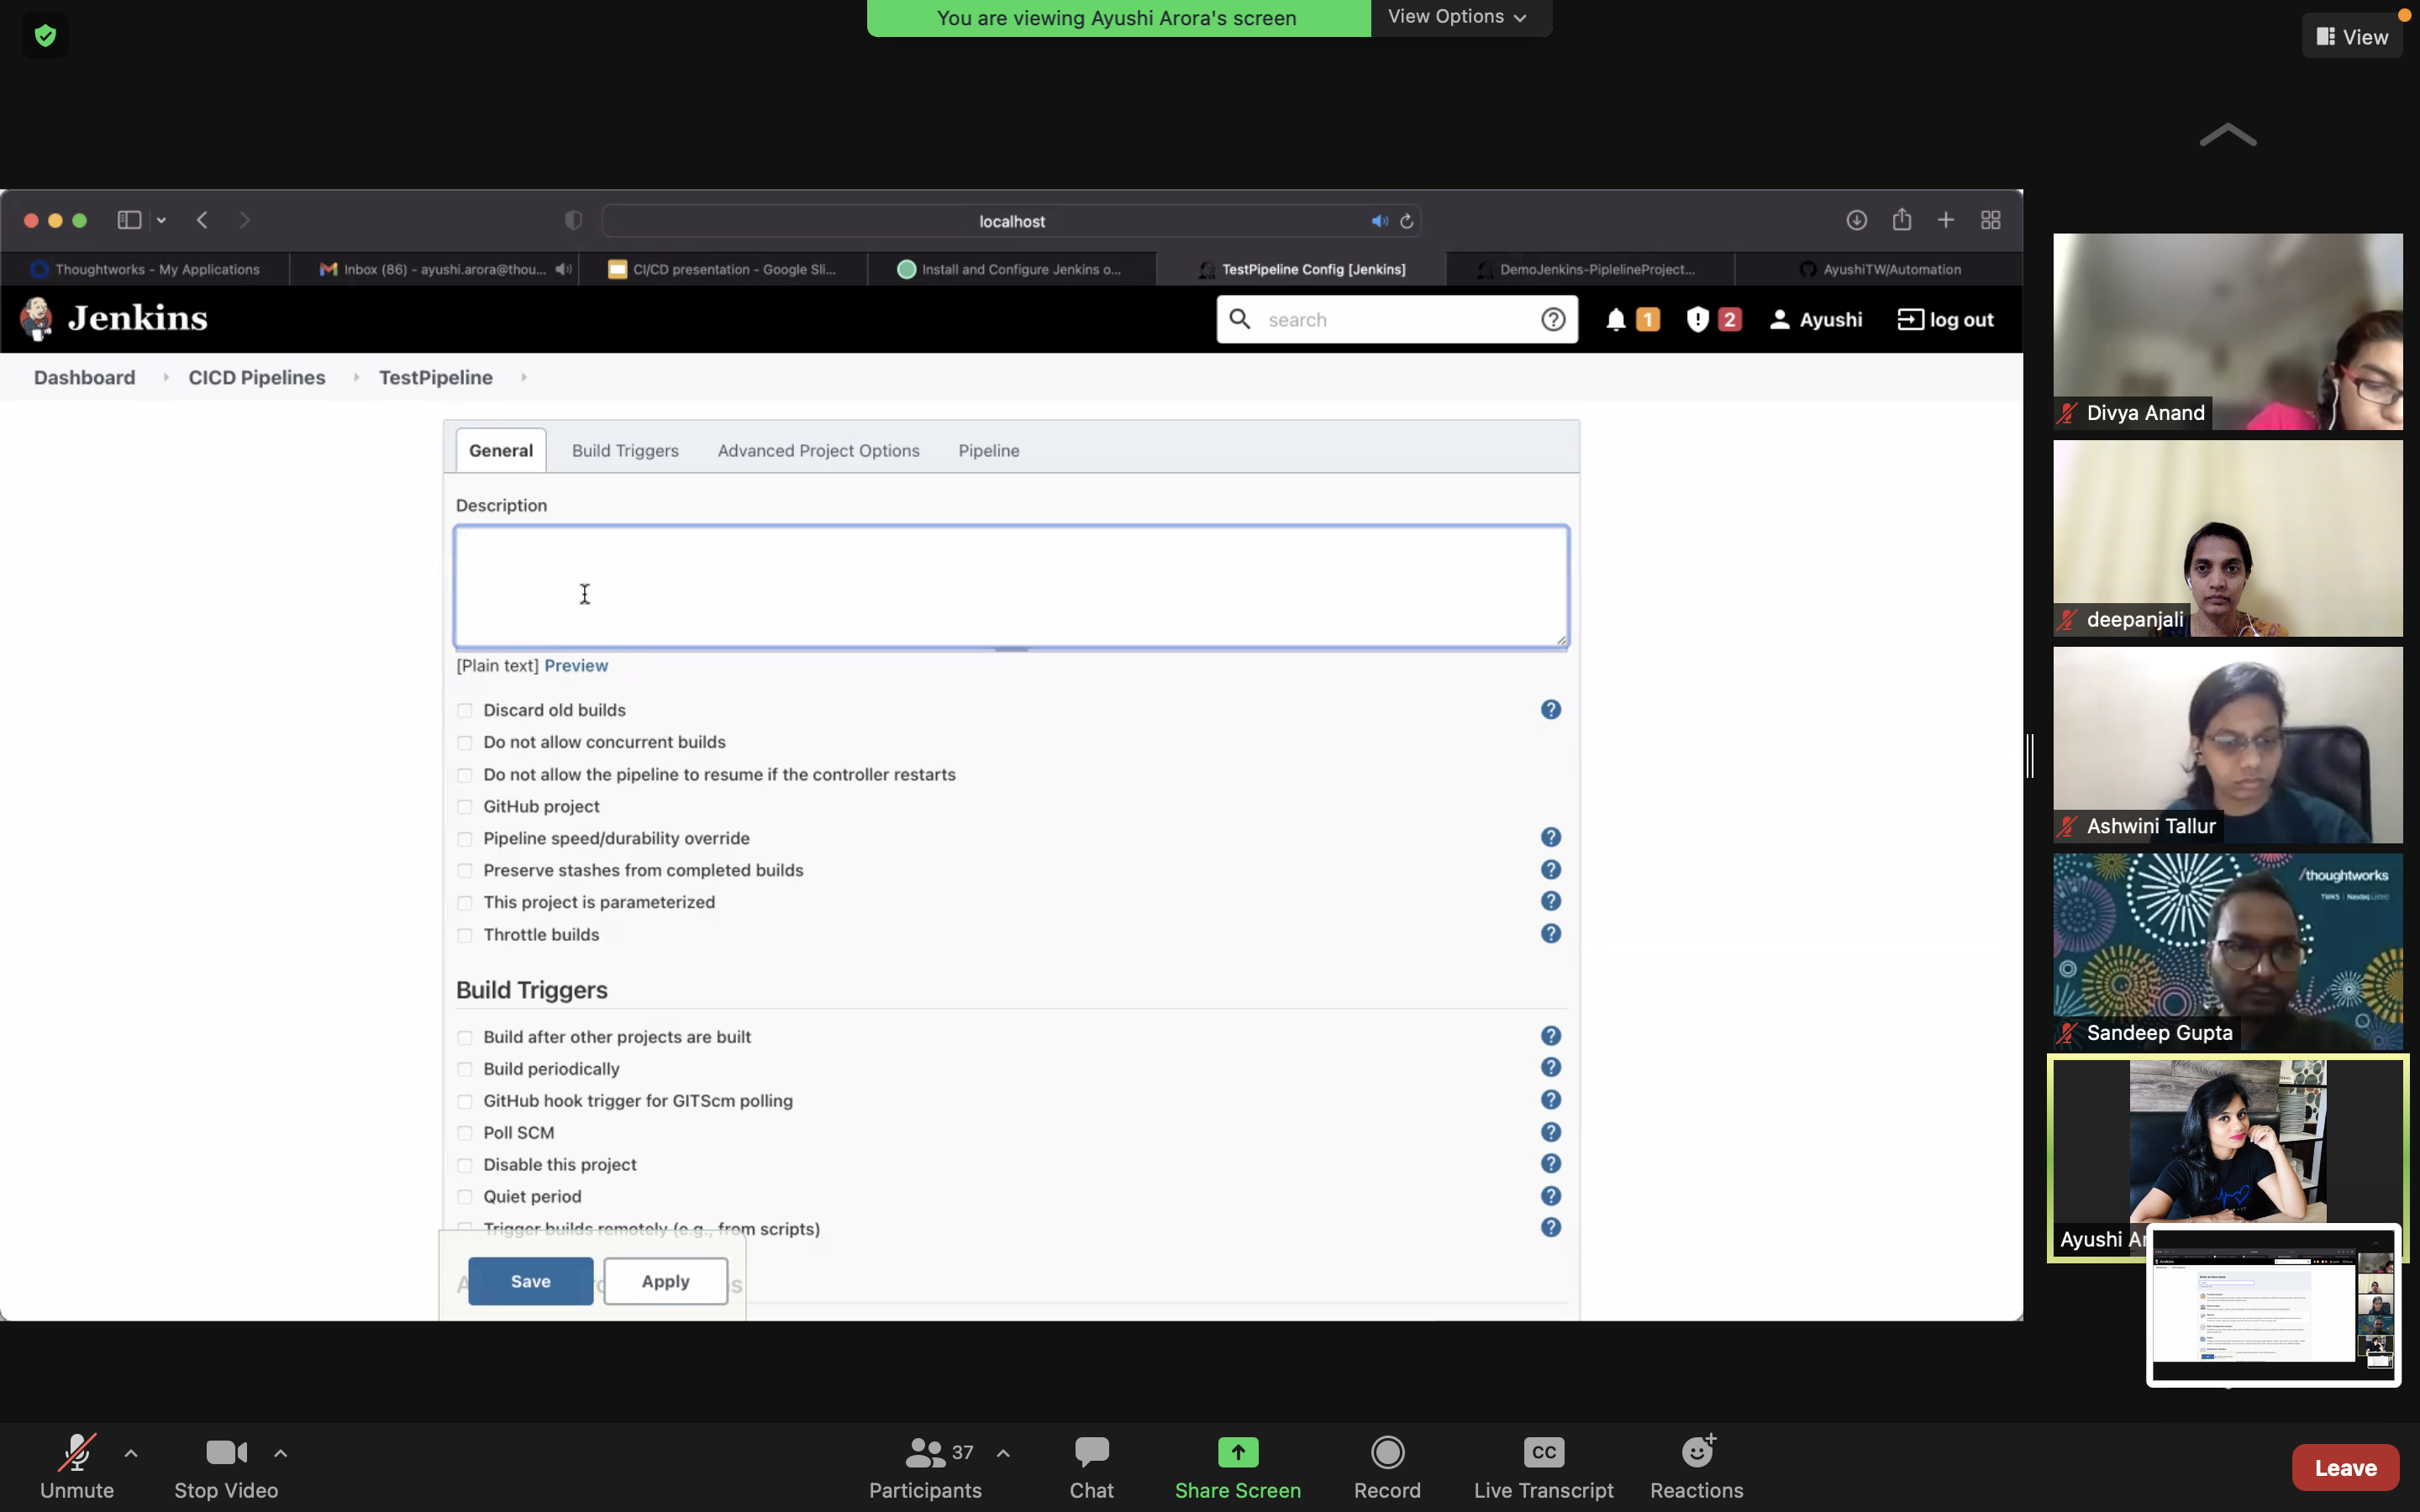 You are viewing Ayushi Arora's screen
View Options
View
localhost
Thoughtworks - My Applications
Inbox (86) - ayushi.arora@thou...
CI/CD presentation - Google Sli...
Install and Configure Jenkins o...
TestPipeline Config [Jenkins]
DemoJenkins-PiplelineProject...
AyushiTW/Automation
Jenkins
search
1
2
Ayushi
log out
Dashboard
CICD Pipelines
TestPipeline
General
Build Triggers
Advanced Project Options
Pipeline
Description
[Plain text] Preview
Discard old builds
Do not allow concurrent builds
Do not allow the pipeline to resume if the controller restarts
GitHub project
Pipeline speed/durability override
Preserve stashes from completed builds
This project is parameterized
Throttle builds
Build Triggers
Build after other projects are built
Build periodically
GitHub hook trigger for GITScm polling
Poll SCM
Disable this project
Quiet period
Trigger builds remotely (e.g., from scripts)
Save
Apply
Divya Anand
deepanjali
Ashwini Tallur
/thoughtworks
TWKS | Nasdaq Listed
Sandeep Gupta
Ayushi Ar
Unmute
Stop Video
37
Participants
Chat
Share Screen
Record
CC
Live Transcript
Reactions
Leave